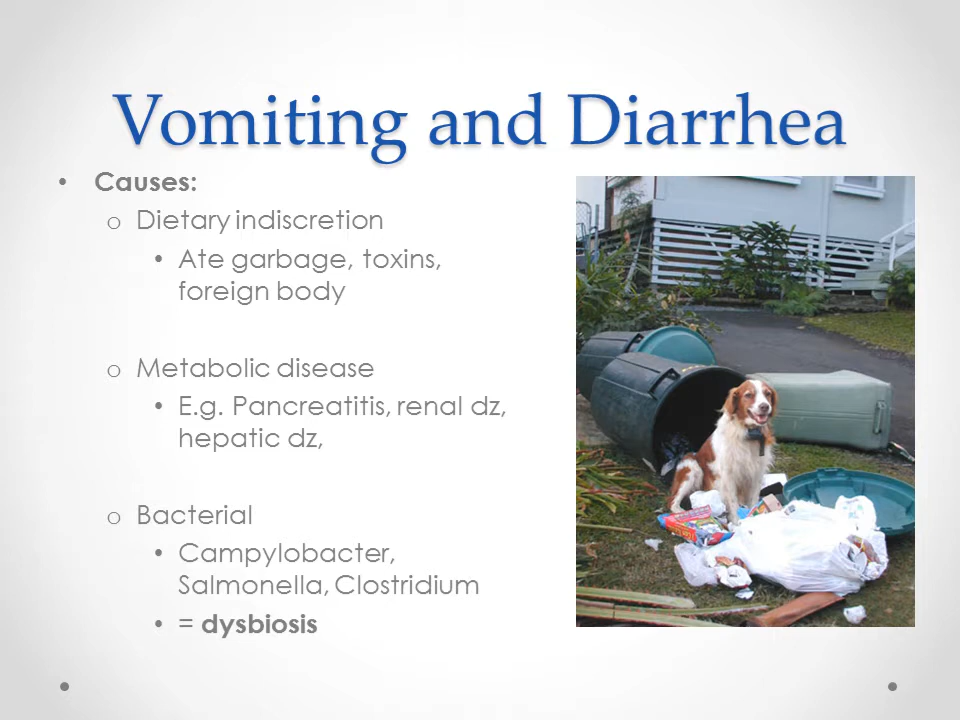 Vomiting and Diarrhea
• Causes:
o Dietary indiscretion
• Ate garbage, toxins,
foreign body
o Metabolic disease
• E.g. Pancreatitis, renal dz,
hepatic dz,
o Bacterial
• Campylobacter,
Salmonella, Clostridium
• = dysbiosis